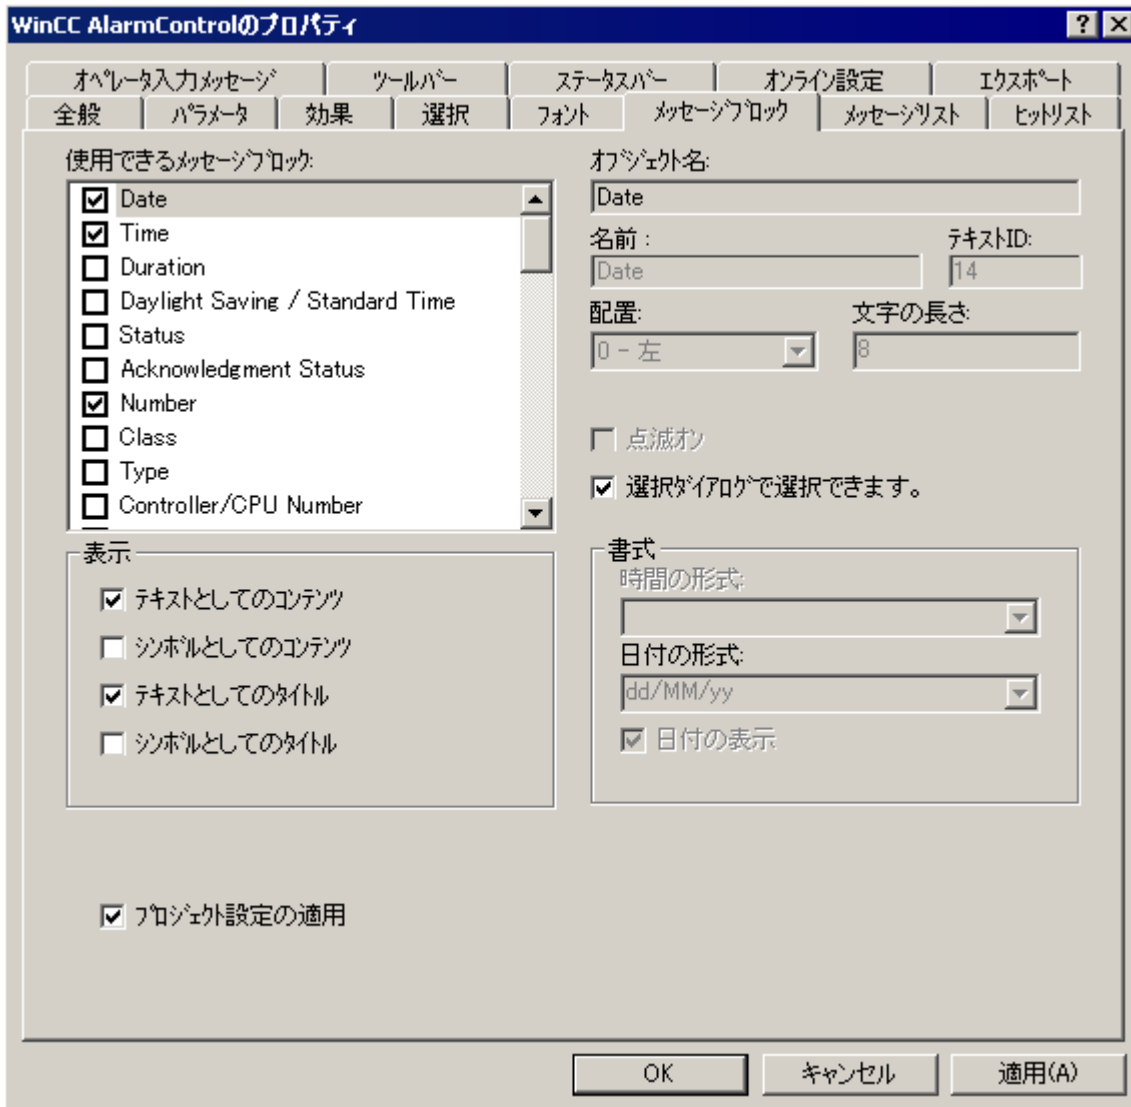 WinCC AlarmControlのプロパティ
オペレータ入力メッセージ
ツールバー
ステータスバー
オンライン設定
エクスポート
全般
パラメータ
効果
選択
フォント
メッセージブロック
メッセージリスト
ヒットリスト
使用できるメッセージブロック:
Date
Time
Duration
Daylight Saving / Standard Time
Status
Acknowledgment Status
Number
Class
Type
Controller/CPU Number
オブジェクト名:
Date
名前 :
テキストID:
Date
14
配置:
文字の長さ:
0 - 左
8
点滅オン
選択ダイアログで選択できます。
表示
テキストとしてのコンテンツ
シンボルとしてのコンテンツ
テキストとしてのタイトル
シンボルとしてのタイトル
書式
時間の形式:
日付の形式:
dd/MM/yy
日付の表示
プロジェクト設定の適用
OK
キャンセル
適用(A)